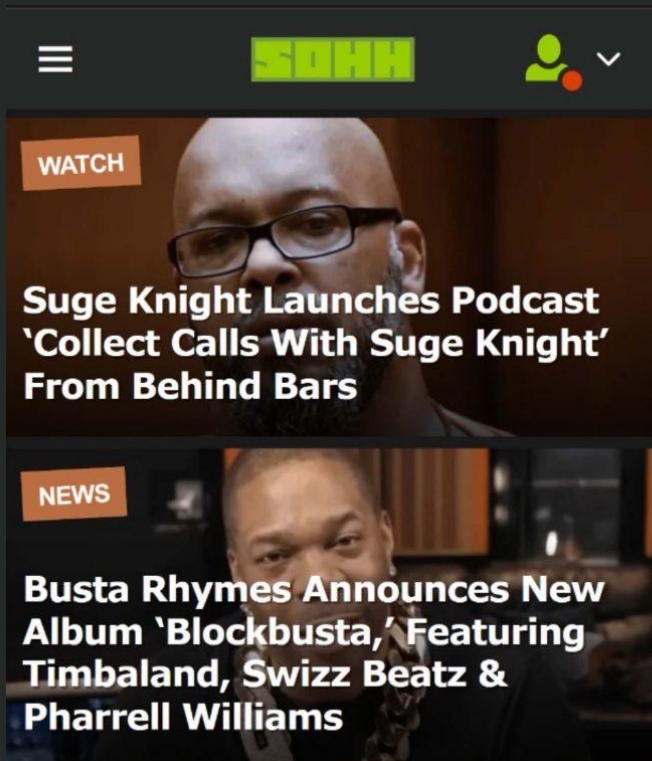 SOHH
WATCH
Suge Knight Launches Podcast
‘Collect Calls With Suge Knight’
From Behind Bars
NEWS
Busta Rhymes Announces New
Album ‘Blockbusta,’ Featuring
Timbaland, Swizz Beatz &
Pharrell Williams